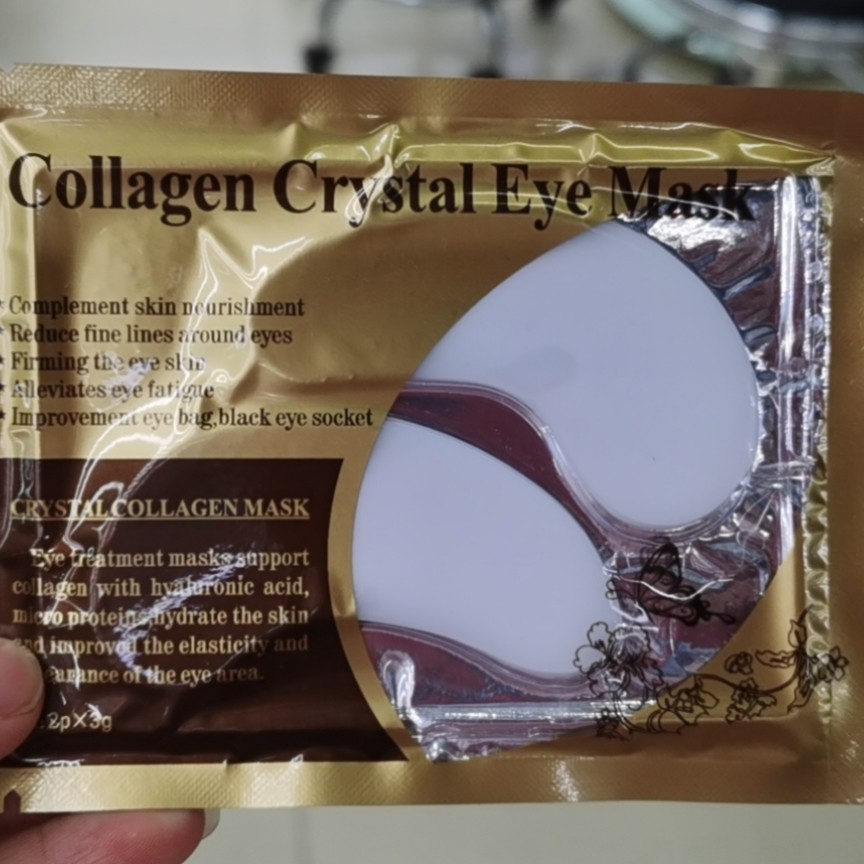 Collagen Crystal Eye Mask
* Complement skin nourishment
* Reduce fine lines around eyes
* Firming the eye skin
* Alleviates eye fatigue
* Improvement eye bag,black eye socket
CRYSTAL COLLAGEN MASK
Eye treatment masks support
collagen with hyaluronic acid,
micro protein, hydrate the skin
and improved the elasticity and
of the eye area.
2p×3g